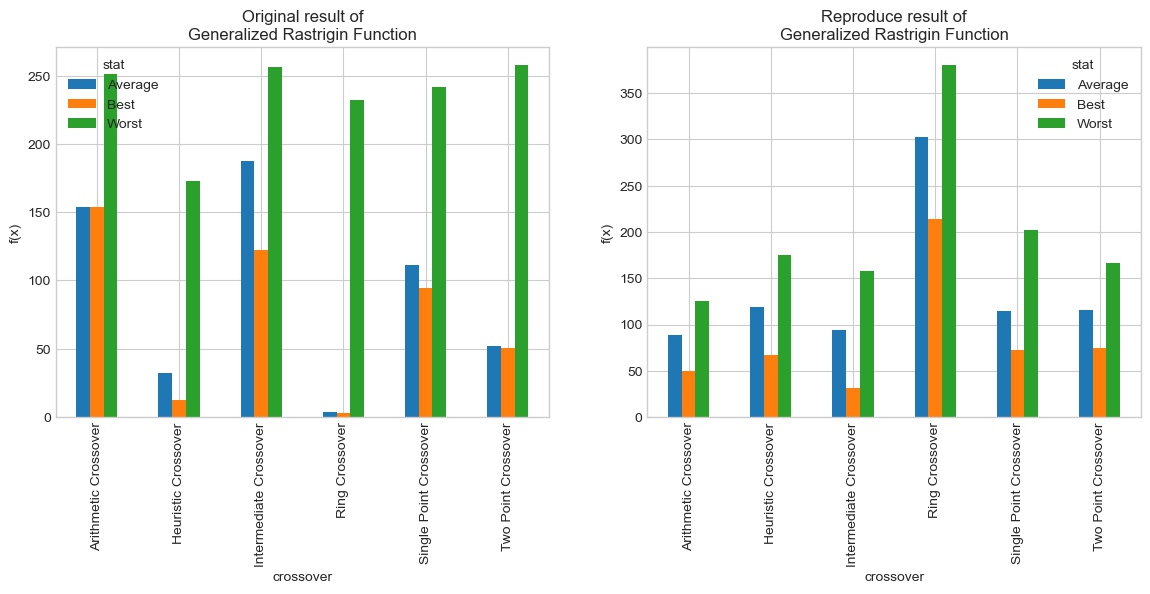 Original result of
Generalized Rastrigin Function
stat
Average
Best
Worst
250
200
150
100
50
0
f(x)
Arithmetic Crossover
Heuristic Crossover
Intermediate Crossover
Ring Crossover
Single Point Crossover
Two Point Crossover
crossover
Reproduce result of
Generalized Rastrigin Function
stat
Average
Best
Worst
350
300
250
200
150
100
50
0
f(x)
Arithmetic Crossover
Heuristic Crossover
Intermediate Crossover
Ring Crossover
Single Point Crossover
Two Point Crossover
crossover